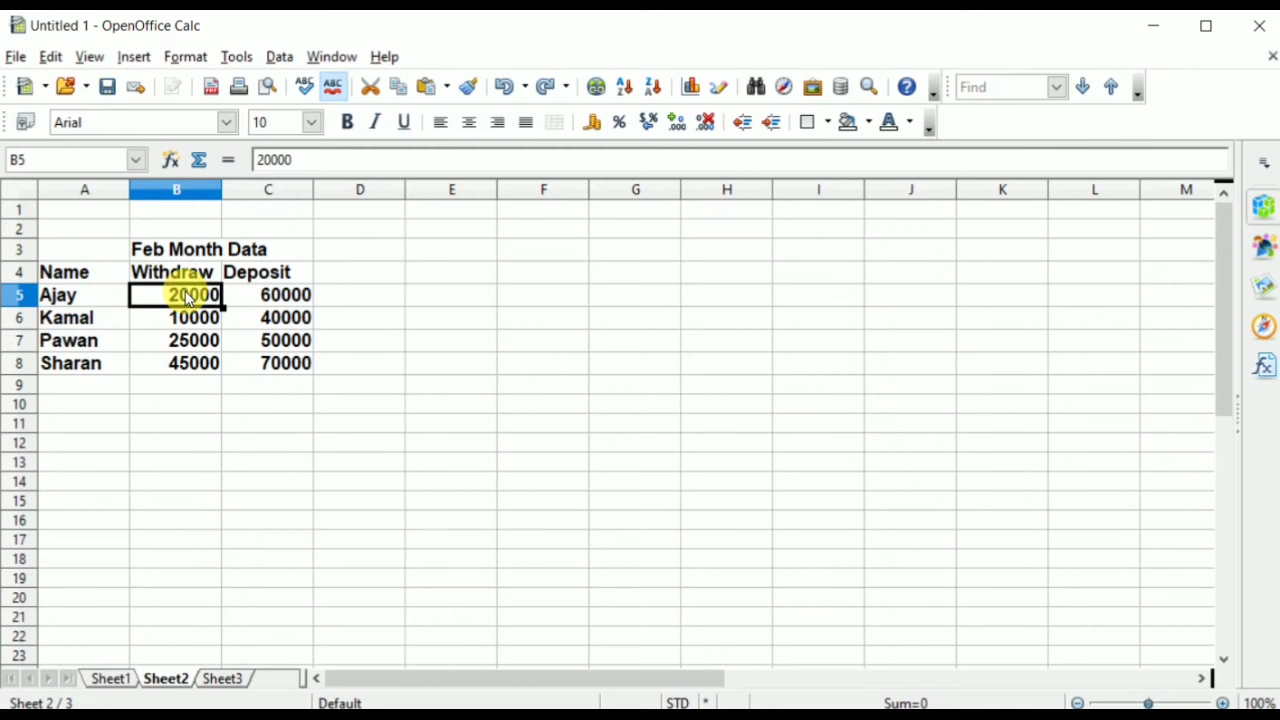 Untitled 1 - OpenOffice Calc
File Edit View Insert Format Tools Data Window Help
ABC ABC Find
Arial 10 B I U
B5 fx Σ = 20000
A B C D E F G H I J K L M
1
2
3 Feb Month Data
4 Name Withdraw Deposit
5 Ajay 20000 60000
6 Kamal 10000 40000
7 Pawan 25000 50000
8 Sharan 45000 70000
9
10
11
12
13
14
15
16
17
18
19
20
21
22
23
Sheet1 Sheet2 Sheet3
Sheet 2 / 3 Default STD * Sum=0 100%